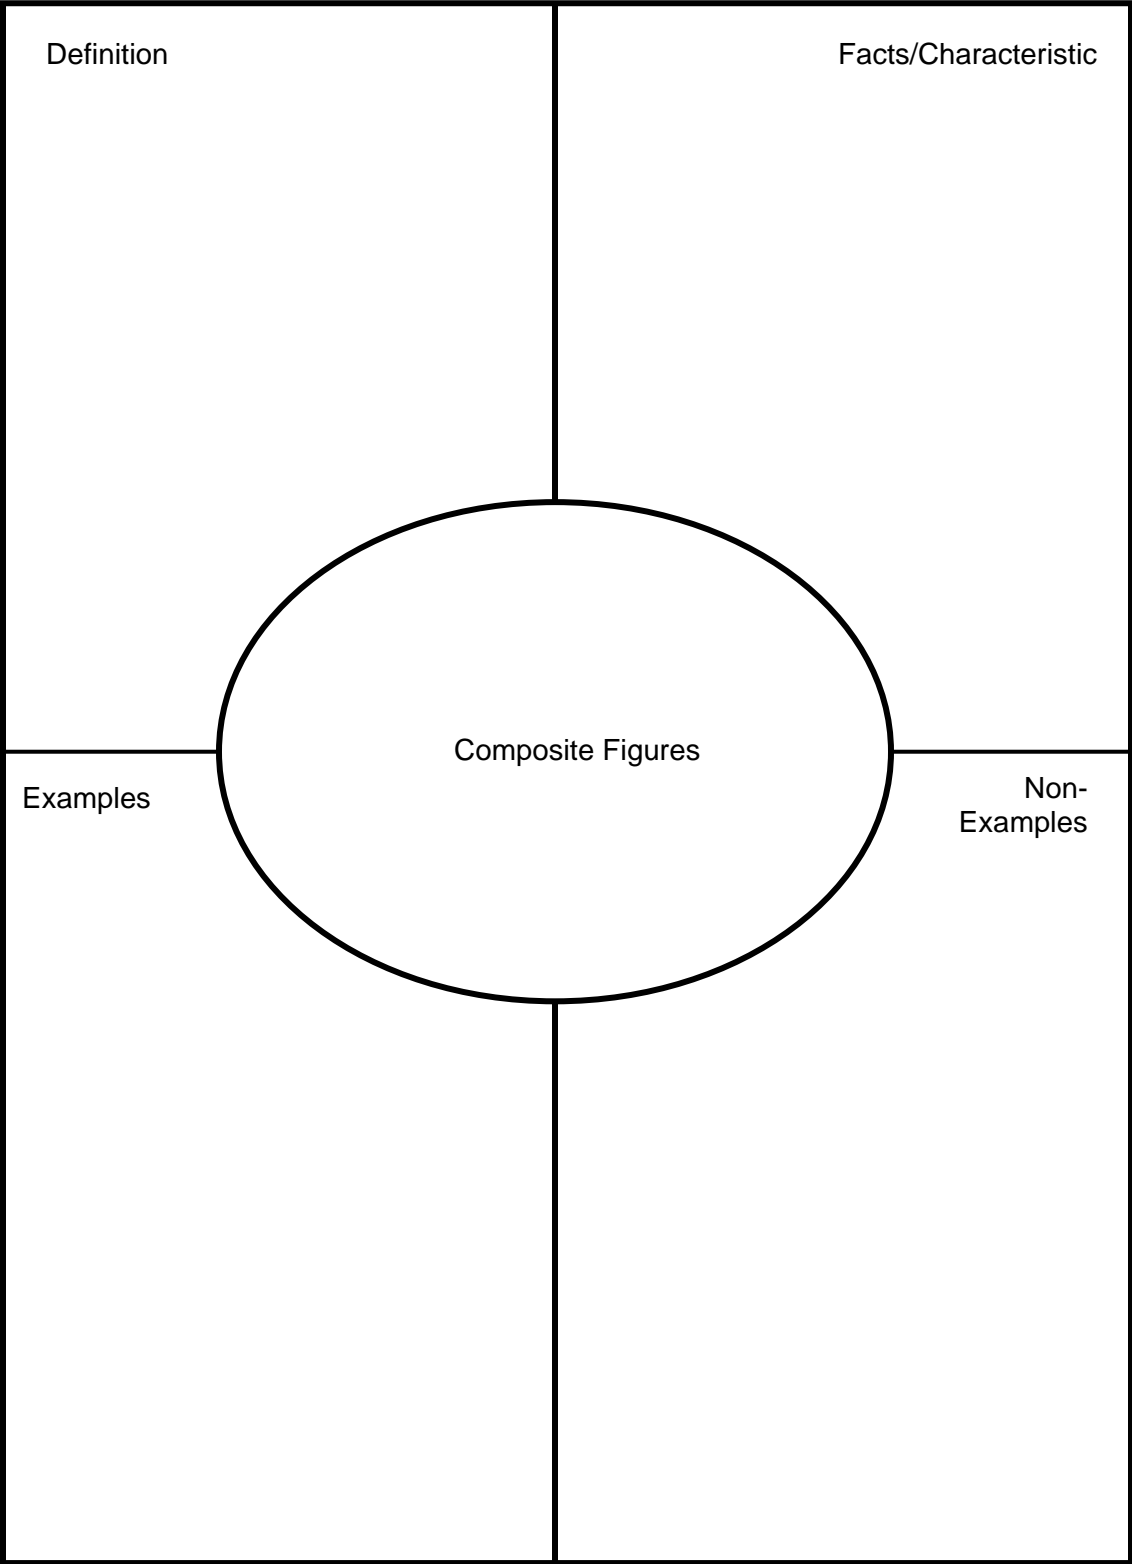 Definition
Facts/Characteristic
Composite Figures
Examples
Non-
Examples